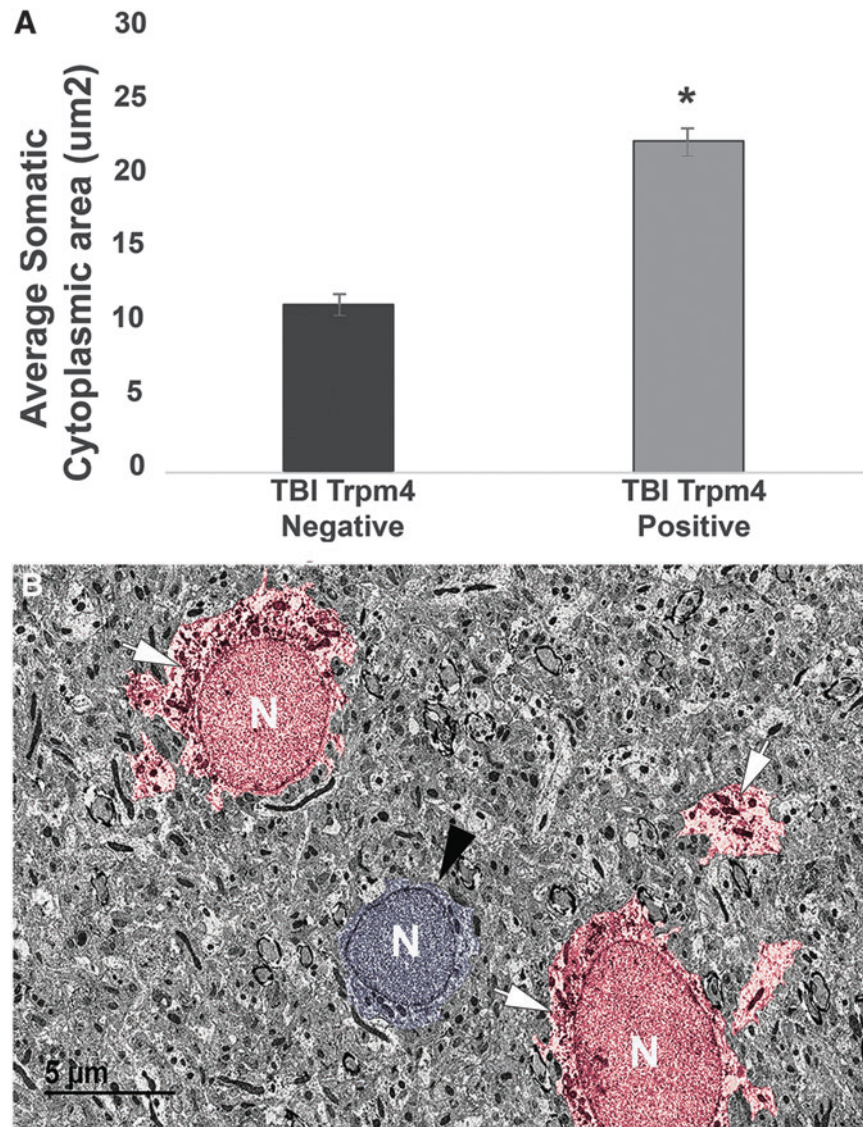 A
30
25
20
15
10
5
0
Average Somatic
Cytoplasmic area (um2)
*
TBI Trpm4
Negative
TBI Trpm4
Positive
B
N
N
N
5 µm